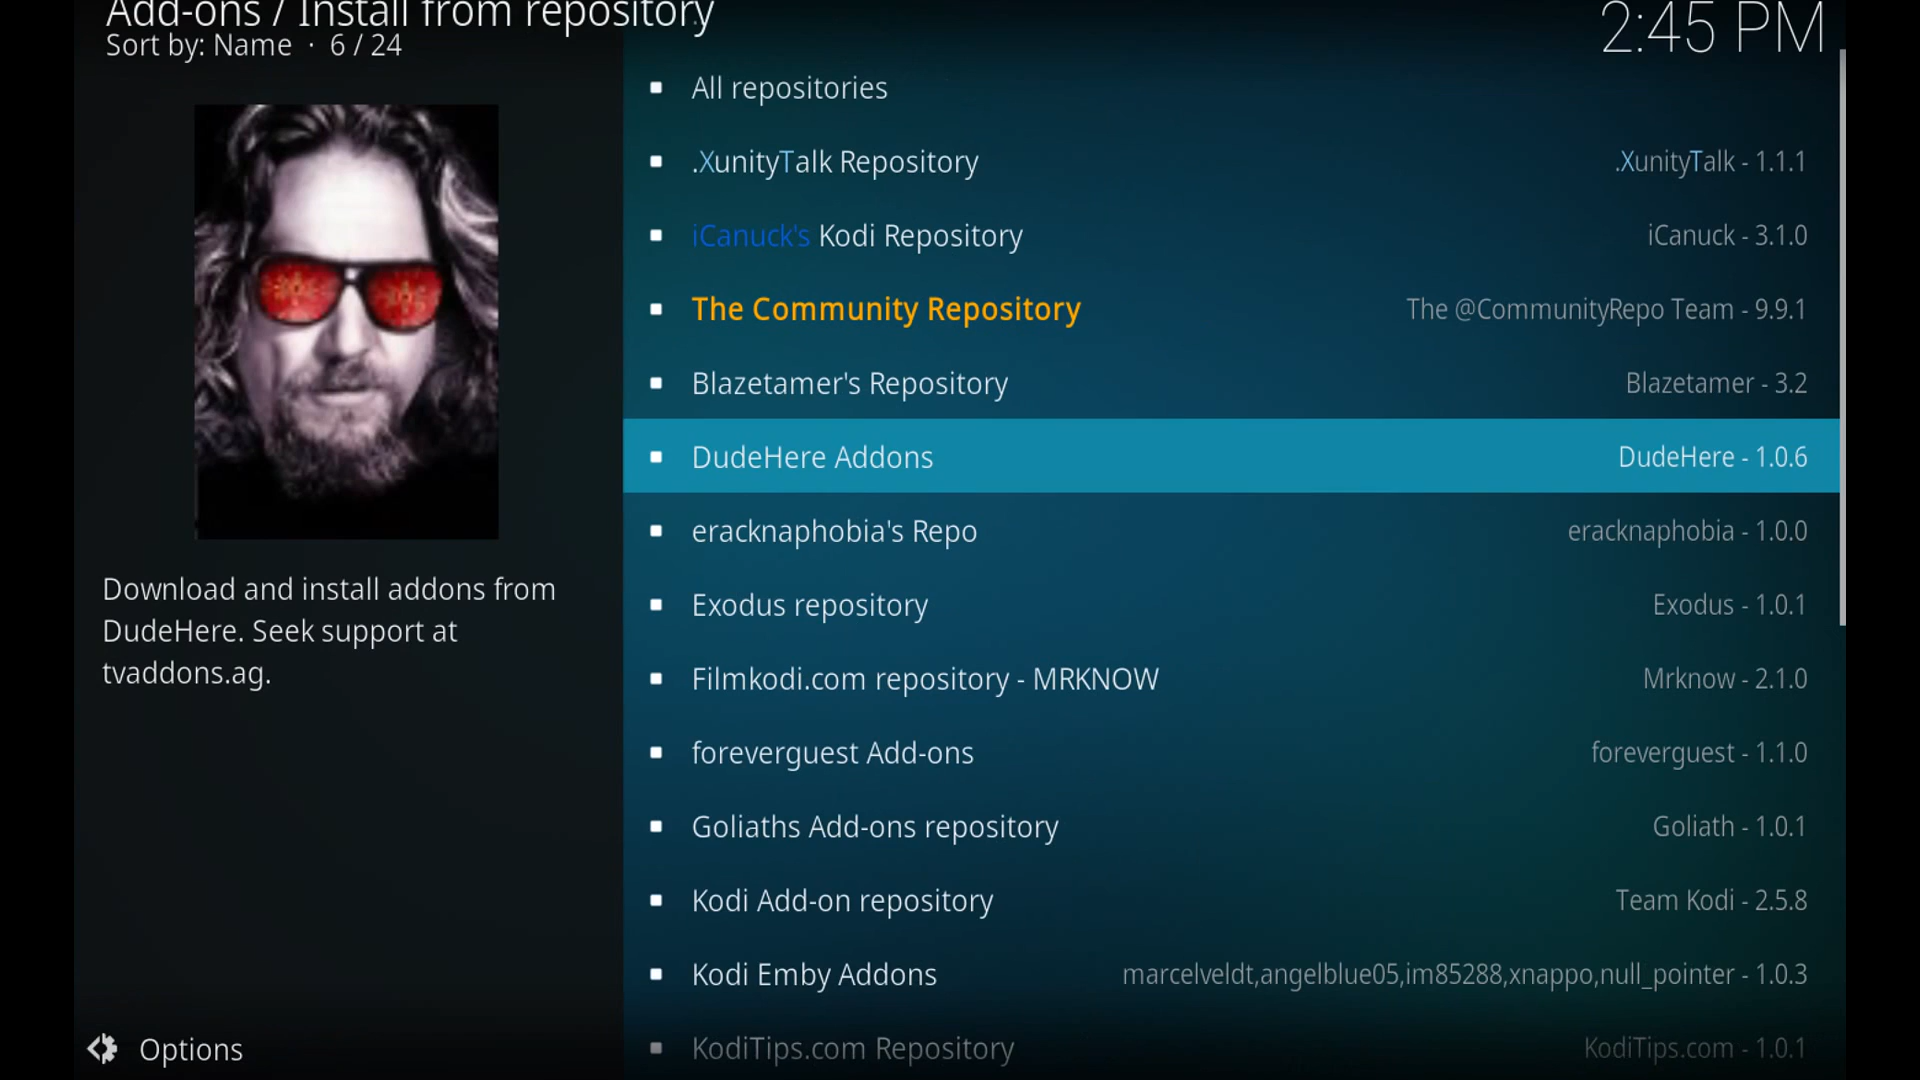 Add-ons / Install from repository
Sort by: Name · 6 / 24
2:45 PM
All repositories
.XunityTalk Repository .XunityTalk - 1.1.1
iCanuck's Kodi Repository iCanuck - 3.1.0
The Community Repository The @CommunityRepo Team - 9.9.1
Blazetamer's Repository Blazetamer - 3.2
DudeHere Addons DudeHere - 1.0.6
eracknaphobia's Repo eracknaphobia - 1.0.0
Exodus repository Exodus - 1.0.1
Filmkodi.com repository - MRKNOW Mrknow - 2.1.0
foreverguest Add-ons foreverguest - 1.1.0
Goliaths Add-ons repository Goliath - 1.0.1
Kodi Add-on repository Team Kodi - 2.5.8
Kodi Emby Addons marcelveldt,angelblue05,im85288,xnappo,null_pointer - 1.0.3
KodiTips.com Repository KodiTips.com - 1.0.1
Download and install addons from
DudeHere. Seek support at
tvaddons.ag.
Options